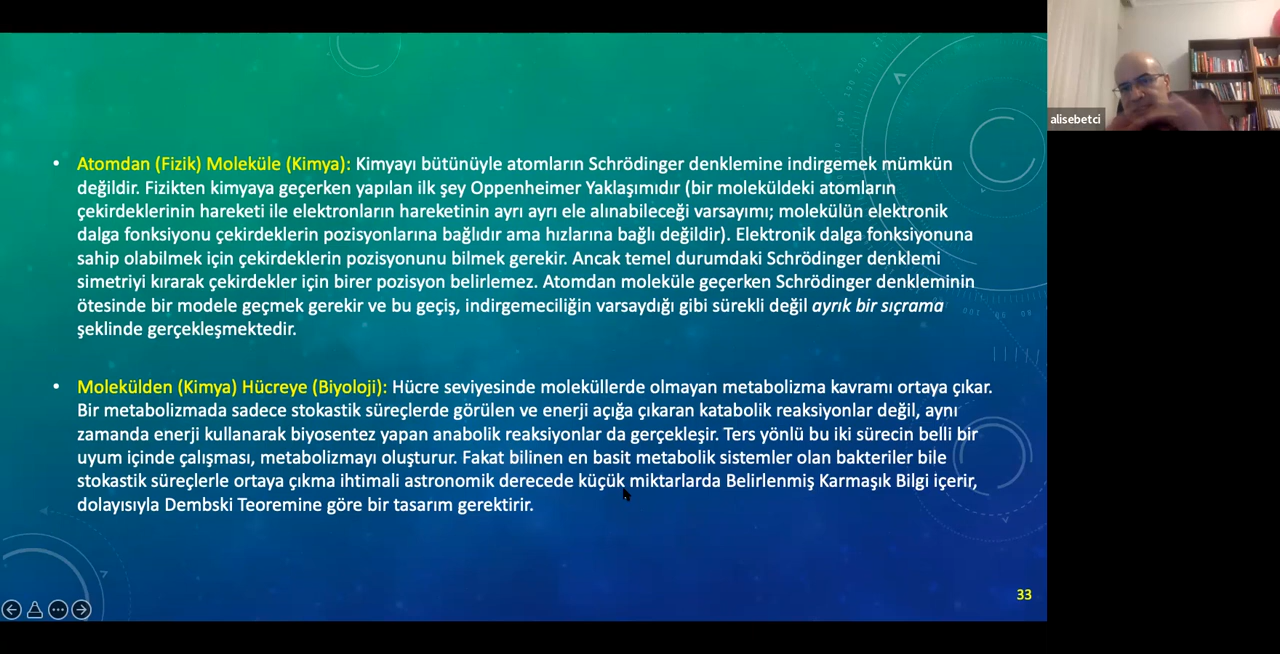 • Atomdan (Fizik) Moleküle (Kimya): Kimyayı bütünüyle atomların Schrödinger denklemine indirgemek mümkün
değildir. Fizikten kimyaya geçerken yapılan ilk şey Oppenheimer Yaklaşımıdır (bir moleküldeki atomların
çekirdeklerinin hareketi ile elektronların hareketinin ayrı ayrı ele alınabileceği varsayımı; molekülün elektronik
dalga fonksiyonu çekirdeklerin pozisyonlarına bağlıdır ama hızlarına bağlı değildir). Elektronik dalga fonksiyonuna
sahip olabilmek için çekirdeklerin pozisyonunu bilmek gerekir. Ancak temel durumdaki Schrödinger denklemi
simetriyi kırarak çekirdekler için birer pozisyon belirlemez. Atomdan moleküle geçerken Schrödinger denkleminin
ötesinde bir modele geçmek gerekir ve bu geçiş, indirgemeciliğin varsaydığı gibi sürekli değil ayrık bir sıçrama
şeklinde gerçekleşmektedir.
• Molekülden (Kimya) Hücreye (Biyoloji): Hücre seviyesinde moleküllerde olmayan metabolizma kavramı ortaya çıkar.
Bir metabolizmada sadece stokastik süreçlerde görülen ve enerji açığa çıkaran katabolik reaksiyonlar değil, aynı
zamanda enerji kullanarak biyosentez yapan anabolik reaksiyonlar da gerçekleşir. Ters yönlü bu iki sürecin belli bir
uyum içinde çalışması, metabolizmayı oluşturur. Fakat bilinen en basit metabolik sistemler olan bakteriler bile
stokastik süreçlerle ortaya çıkma ihtimali astronomik derecede küçük miktarlarda Belirlenmiş Karmaşık Bilgi içerir,
dolayısıyla Dembski Teoremine göre bir tasarım gerektirir.
33
alisebetci